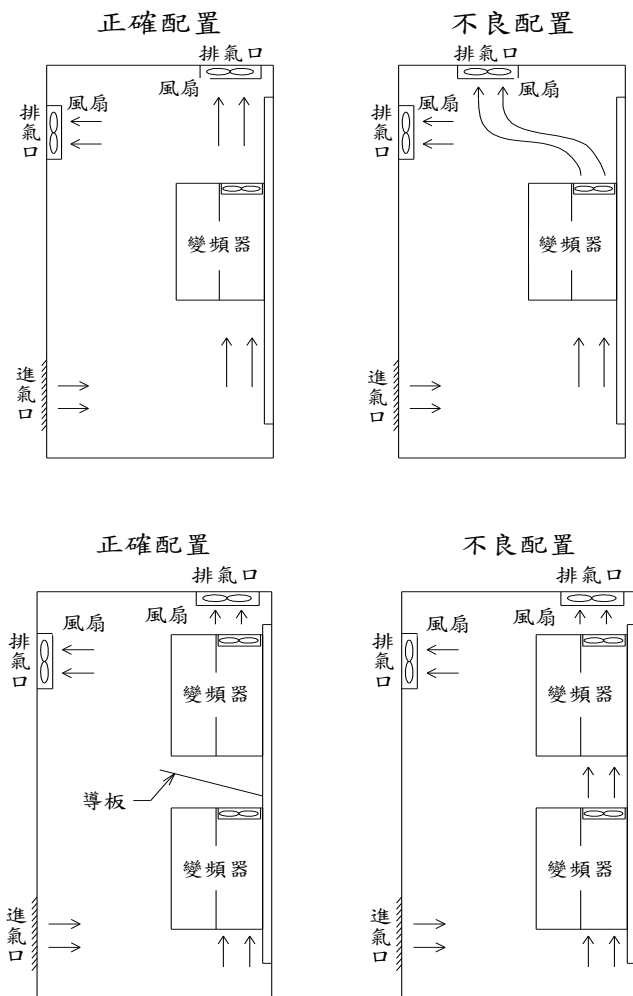 正確配置
排氣口
風扇
風扇
排氣口
變頻器
進氣口
不良配置
排氣口
風扇
風扇
排氣口
變頻器
進氣口
正確配置
排氣口
風扇
風扇
排氣口
變頻器
導板
變頻器
進氣口
不良配置
排氣口
風扇
風扇
排氣口
變頻器
變頻器
進氣口